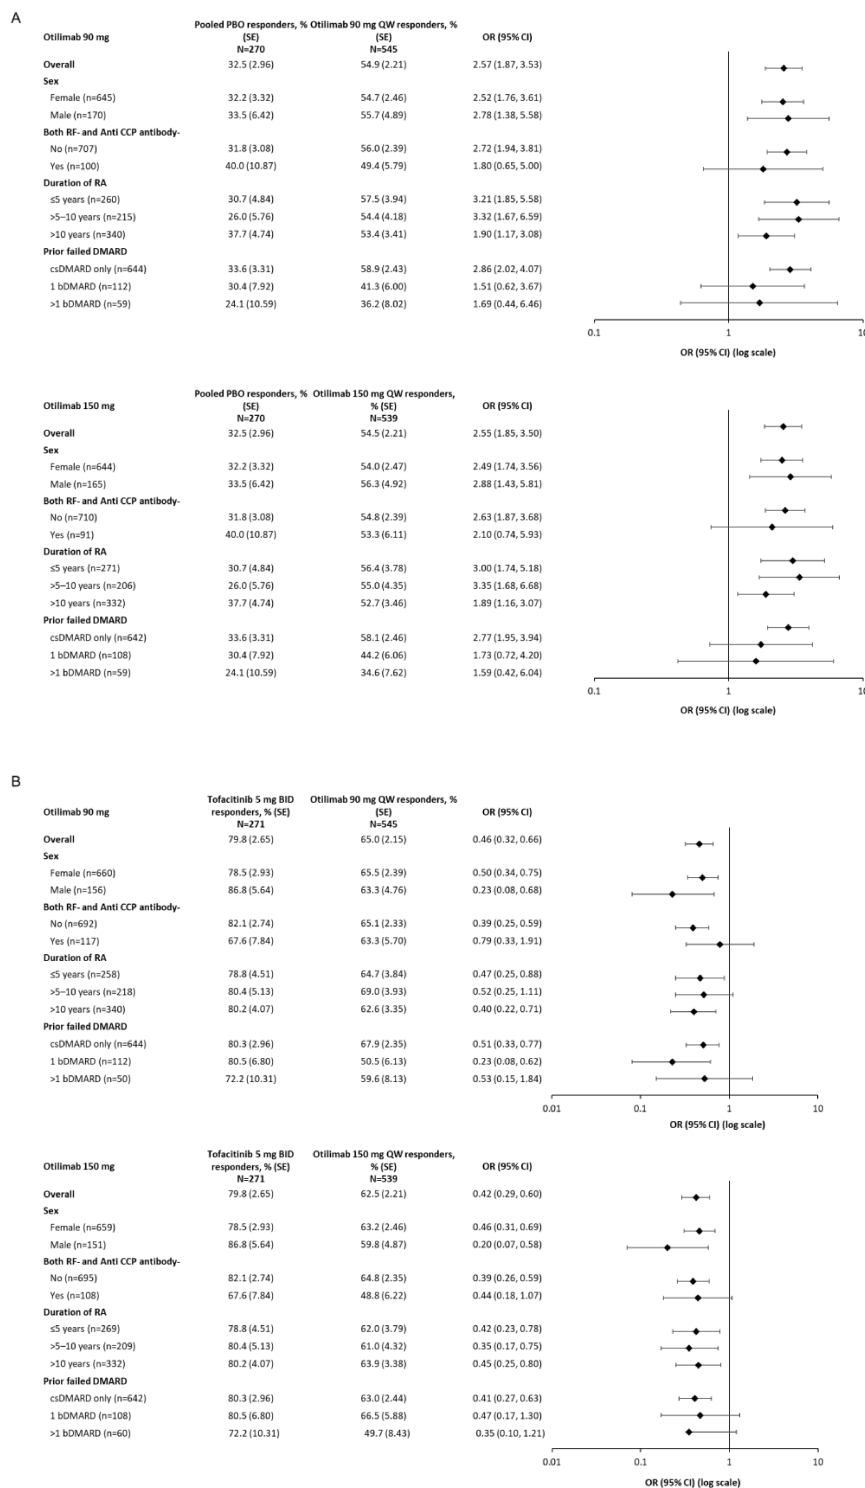 A
Pooled PBO responders, % Otilimab 90 mg QW responders, %
Otilimab 90 mg (SE) (SE) OR (95% CI)
N=270 N=545
Overall 32.5 (2.96) 54.9 (2.21) 2.57 (1.87, 3.53)
Sex
Female (n=645) 32.2 (3.32) 54.7 (2.46) 2.52 (1.76, 3.61)
Male (n=170) 33.5 (6.42) 55.7 (4.89) 2.78 (1.38, 5.58)
Both RF- and Anti CCP antibody-
No (n=707) 31.8 (3.08) 56.0 (2.39) 2.72 (1.94, 3.81)
Yes (n=100) 40.0 (10.87) 49.4 (5.79) 1.80 (0.65, 5.00)
Duration of RA
≤5 years (n=260) 30.7 (4.84) 57.5 (3.94) 3.21 (1.85, 5.58)
>5–10 years (n=215) 26.0 (5.76) 54.4 (4.18) 3.32 (1.67, 6.59)
>10 years (n=340) 37.7 (4.74) 53.4 (3.41) 1.90 (1.17, 3.08)
Prior failed DMARD
csDMARD only (n=644) 33.6 (3.31) 58.9 (2.43) 2.86 (2.02, 4.07)
1 bDMARD (n=112) 30.4 (7.92) 41.3 (6.00) 1.51 (0.62, 3.67)
>1 bDMARD (n=59) 24.1 (10.59) 36.2 (8.02) 1.69 (0.44, 6.46)
0.1 1 10
OR (95% CI) (log scale)
Pooled PBO responders, % Otilimab 150 mg QW responders,
Otilimab 150 mg (SE) % (SE) OR (95% CI)
N=270 N=539
Overall 32.5 (2.96) 54.5 (2.21) 2.55 (1.85, 3.50)
Sex
Female (n=644) 32.2 (3.32) 54.0 (2.47) 2.49 (1.74, 3.56)
Male (n=165) 33.5 (6.42) 56.3 (4.92) 2.88 (1.43, 5.81)
Both RF- and Anti CCP antibody-
No (n=710) 31.8 (3.08) 54.8 (2.39) 2.63 (1.87, 3.68)
Yes (n=91) 40.0 (10.87) 53.3 (6.11) 2.10 (0.74, 5.93)
Duration of RA
≤5 years (n=271) 30.7 (4.84) 56.4 (3.78) 3.00 (1.74, 5.18)
>5–10 years (n=206) 26.0 (5.76) 55.0 (4.35) 3.35 (1.68, 6.68)
>10 years (n=332) 37.7 (4.74) 52.7 (3.46) 1.89 (1.16, 3.07)
Prior failed DMARD
csDMARD only (n=642) 33.6 (3.31) 58.1 (2.46) 2.77 (1.95, 3.94)
1 bDMARD (n=108) 30.4 (7.92) 44.2 (6.06) 1.73 (0.72, 4.20)
>1 bDMARD (n=59) 24.1 (10.59) 34.6 (7.62) 1.59 (0.42, 6.04)
0.1 1 10
OR (95% CI) (log scale)
B
Tofacitinib 5 mg BID Otilimab 90 mg QW responders, %
Otilimab 90 mg responders, % (SE) (SE) OR (95% CI)
N=271 N=545
Overall 79.8 (2.65) 65.0 (2.15) 0.46 (0.32, 0.66)
Sex
Female (n=660) 78.5 (2.93) 65.5 (2.39) 0.50 (0.34, 0.75)
Male (n=156) 86.8 (5.64) 63.3 (4.76) 0.23 (0.08, 0.68)
Both RF- and Anti CCP antibody-
No (n=692) 82.1 (2.74) 65.1 (2.33) 0.39 (0.25, 0.59)
Yes (n=117) 67.6 (7.84) 63.3 (5.70) 0.79 (0.33, 1.91)
Duration of RA
≤5 years (n=258) 78.8 (4.51) 64.7 (3.84) 0.47 (0.25, 0.88)
>5–10 years (n=218) 80.4 (5.13) 69.0 (3.93) 0.52 (0.25, 1.11)
>10 years (n=340) 80.2 (4.07) 62.6 (3.35) 0.40 (0.22, 0.71)
Prior failed DMARD
csDMARD only (n=644) 80.3 (2.96) 67.9 (2.35) 0.51 (0.33, 0.77)
1 bDMARD (n=112) 80.5 (6.80) 50.5 (6.13) 0.23 (0.08, 0.62)
>1 bDMARD (n=50) 72.2 (10.31) 59.6 (8.13) 0.53 (0.15, 1.84)
0.01 0.1 1 10
OR (95% CI) (log scale)
Tofacitinib 5 mg BID Otilimab 150 mg QW responders,
Otilimab 150 mg responders, % (SE) % (SE) OR (95% CI)
N=271 N=539
Overall 79.8 (2.65) 62.5 (2.21) 0.42 (0.29, 0.60)
Sex
Female (n=659) 78.5 (2.93) 63.2 (2.46) 0.46 (0.31, 0.69)
Male (n=151) 86.8 (5.64) 59.8 (4.87) 0.20 (0.07, 0.58)
Both RF- and Anti CCP antibody-
No (n=695) 82.1 (2.74) 64.8 (2.35) 0.39 (0.26, 0.59)
Yes (n=108) 67.6 (7.84) 48.8 (6.22) 0.44 (0.18, 1.07)
Duration of RA
≤5 years (n=269) 78.8 (4.51) 62.0 (3.79) 0.42 (0.23, 0.78)
>5–10 years (n=209) 80.4 (5.13) 61.0 (4.32) 0.35 (0.17, 0.75)
>10 years (n=332) 80.2 (4.07) 63.9 (3.38) 0.45 (0.25, 0.80)
Prior failed DMARD
csDMARD only (n=642) 80.3 (2.96) 63.0 (2.44) 0.41 (0.27, 0.63)
1 bDMARD (n=108) 80.5 (6.80) 66.5 (5.88) 0.47 (0.17, 1.30)
>1 bDMARD (n=60) 72.2 (10.31) 49.7 (8.43) 0.35 (0.10, 1.21)
0.01 0.1 1 10
OR (95% CI) (log scale)